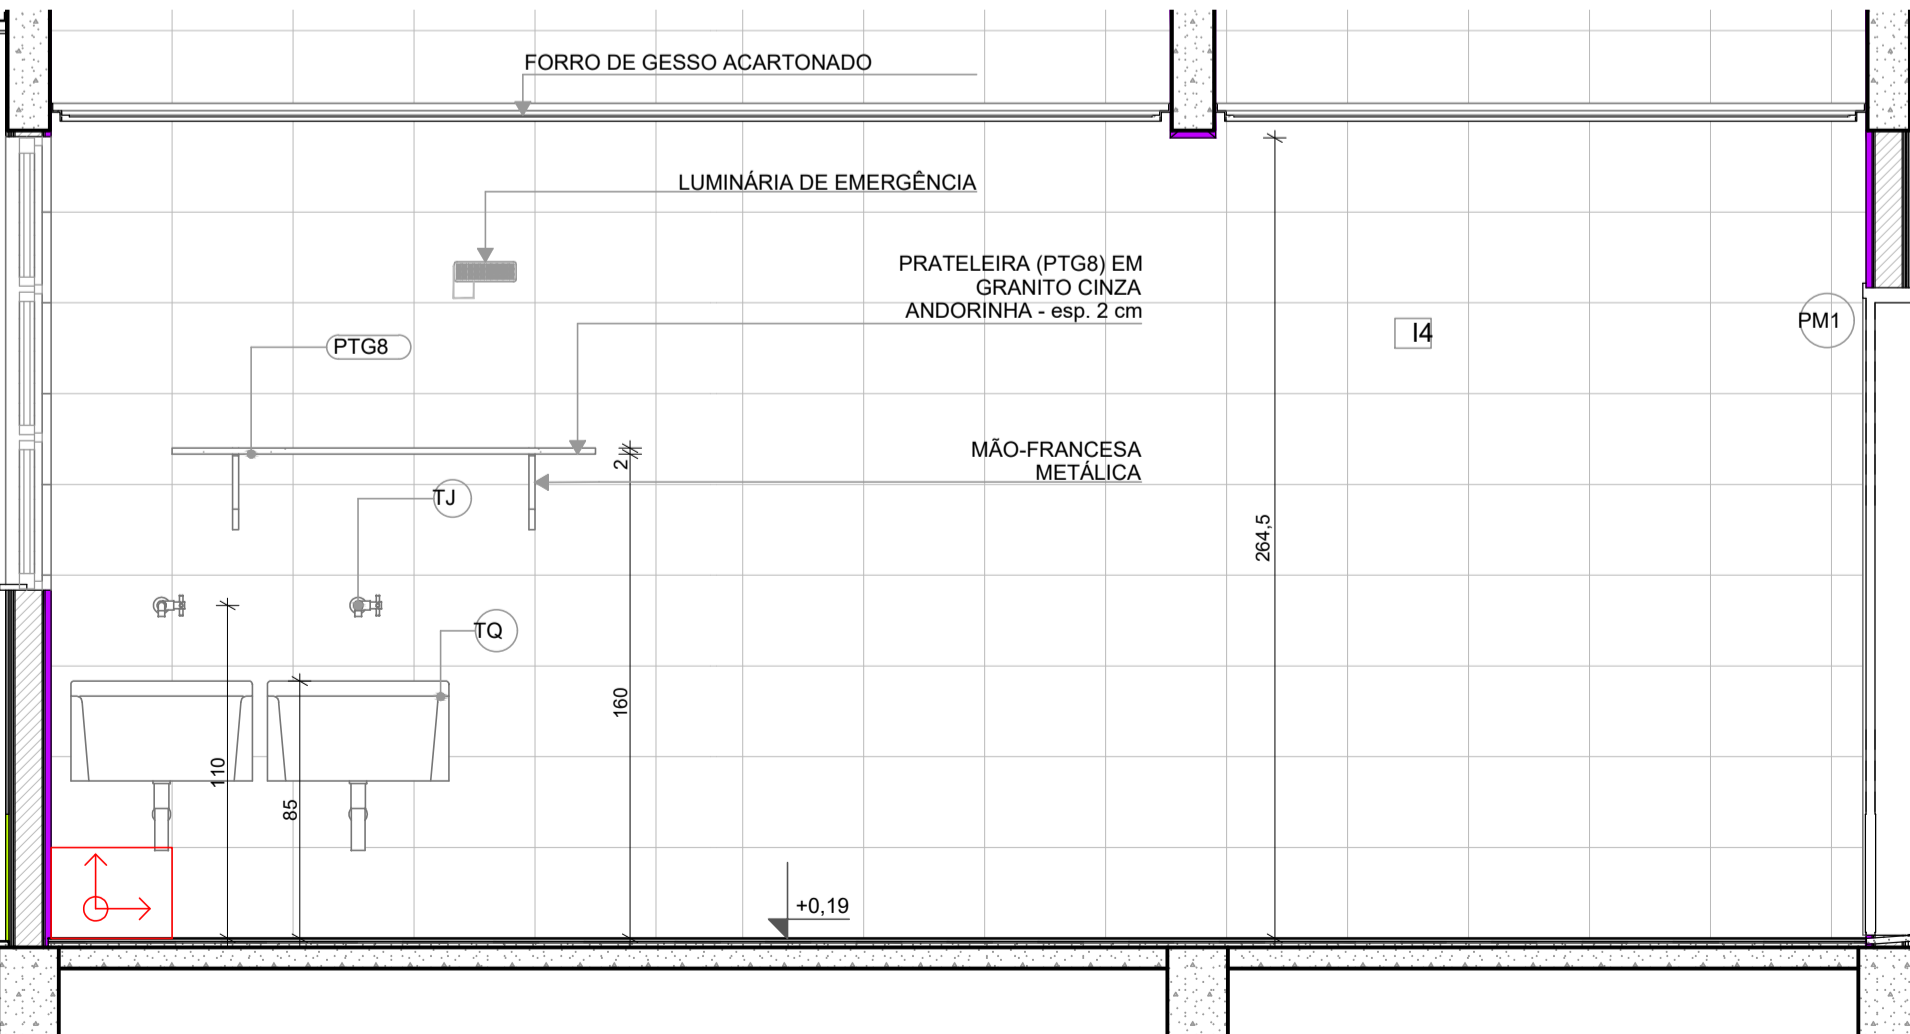 FORRO DE GESSO ACARTONADO
LUMINÁRIA DE EMERGÊNCIA
PRATELEIRA (PTG8) EM
GRANITO CINZA
ANDORINHA - esp. 2 cm
PM1
I4
PTG8
MÃO-FRANCESA
METÁLICA
2
TJ
264,5
TQ
160
110
85
+0,19